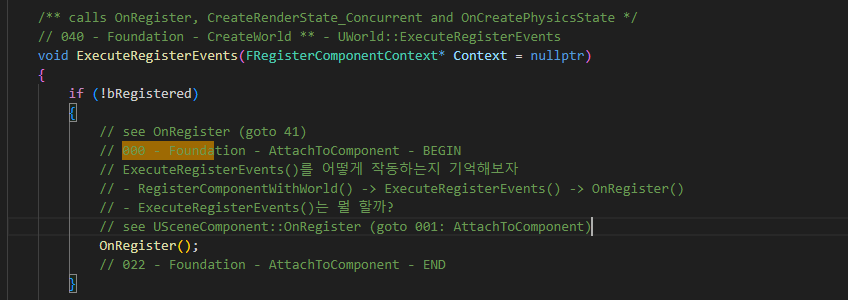 /** calls OnRegister, CreateRenderState_Concurrent and OnCreatePhysicsState */
// 040 - Foundation - CreateWorld ** - UWorld::ExecuteRegisterEvents
void ExecuteRegisterEvents(FRegisterComponentContext* Context = nullptr)
{
if (!bRegistered)
{
// see OnRegister (goto 41)
// 000 - Foundation - AttachToComponent - BEGIN
// ExecuteRegisterEvents()를 어떻게 작동하는지 기억해보자
// - RegisterComponentWithWorld() -> ExecuteRegisterEvents() -> OnRegister()
// - ExecuteRegisterEvents()는 뭘 할까?
// see USceneComponent::OnRegister (goto 001: AttachToComponent)
OnRegister();
// 022 - Foundation - AttachToComponent - END
}